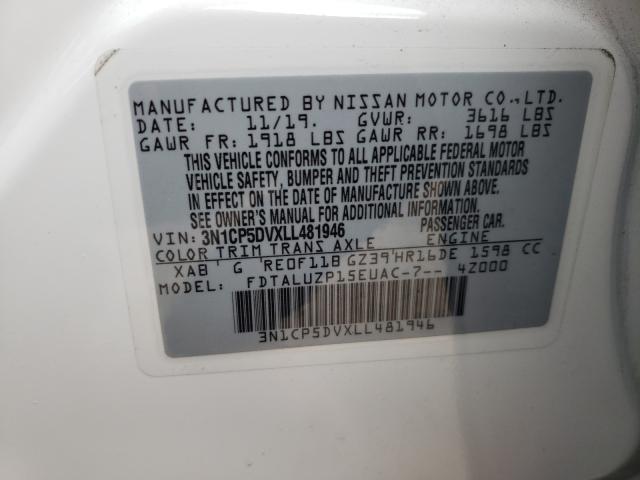 MANUFACTURED BY NISSAN MOTOR CO., LTD.
DATE: 11/19. GVWR: 3616 LBS
GAWR FR: 1918 LBS GAWR RR: 1698 LBS
THIS VEHICLE CONFORMS TO ALL APPLICABLE FEDERAL MOTOR
VEHICLE SAFETY, BUMPER AND THEFT PREVENTION STANDARDS
IN EFFECT ON THE DATE OF MANUFACTURE SHOWN ABOVE.
SEE OWNER'S MANUAL FOR ADDITIONAL INFORMATION.
VIN: 3N1CP5DVXLL481946 PASSENGER CAR.
COLOR TRIM TRANS AXLE ENGINE
XAB' G 'RE0F11B GZ39'HR16DE 1598 CC
FDTALUZP15EUAC-7-- 4Z000
3N1CP5DVXLL481946